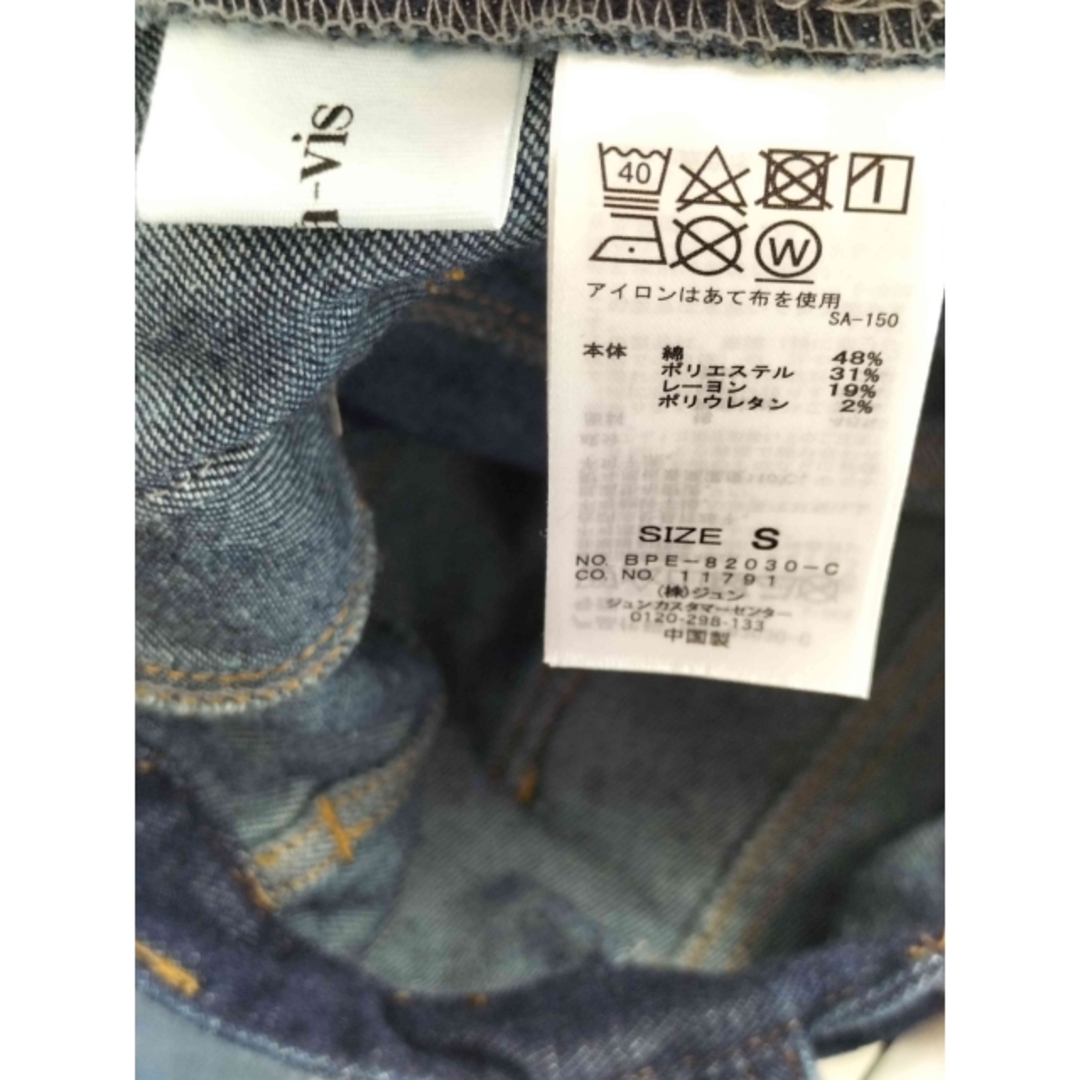 -vis
40
W
アイロンはあて布を使用
SA-150
本体 綿 48%
ポリエステル 31%
レーヨン 19%
ポリウレタン 2%
SIZE S
NO. BPE-82030-C
CO. NO. 11791
(株)ジュン
ジュンカスタマーセンター
0120-298-133
中国製